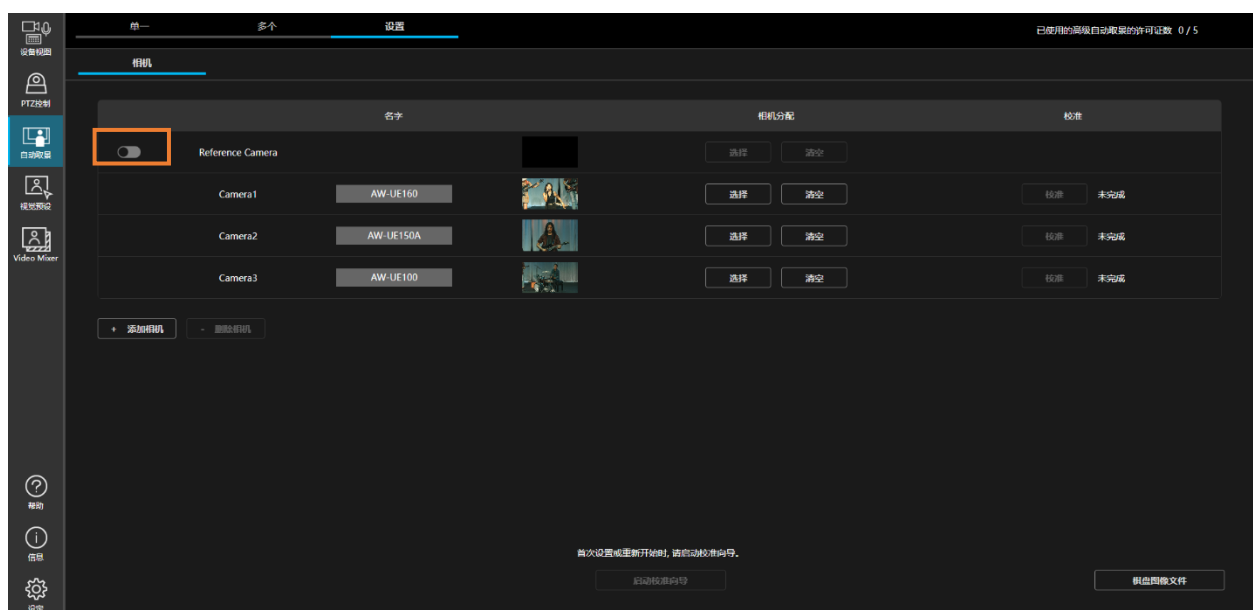 单一 多个 设置 已使用的高级自动取景的许可证数 0 / 5
设备视图
相机
PTZ控制
名字 相机分配 校准
自动取景
Reference Camera 选择 清空
Camera1 AW-UE160 选择 清空 校准 未完成
视觉预设
Camera2 AW-UE150A 选择 清空 校准 未完成
Video Mixer
Camera3 AW-UE100 选择 清空 校准 未完成
+ 添加相机 - 删除相机
帮助
信息
首次设置或重新开始时, 请启动校准向导。
启动校准向导 棋盘图像文件
设定